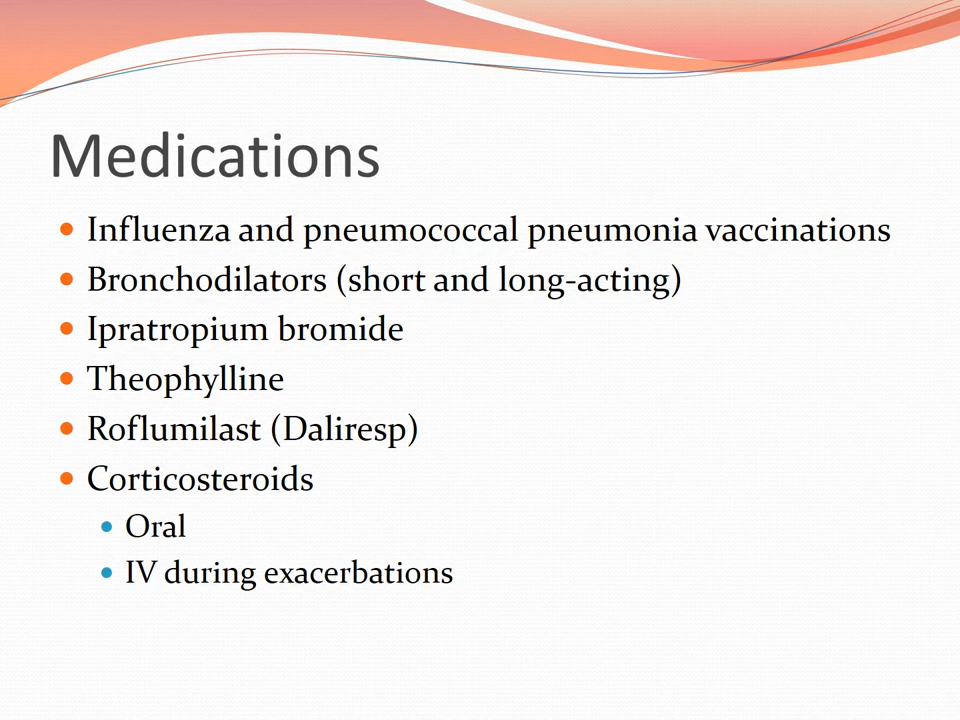 Medications
Influenza and pneumococcal pneumonia vaccinations
Bronchodilators (short and long-acting)
Ipratropium bromide
Theophylline
Roflumilast (Daliresp)
Corticosteroids
Oral
IV during exacerbations